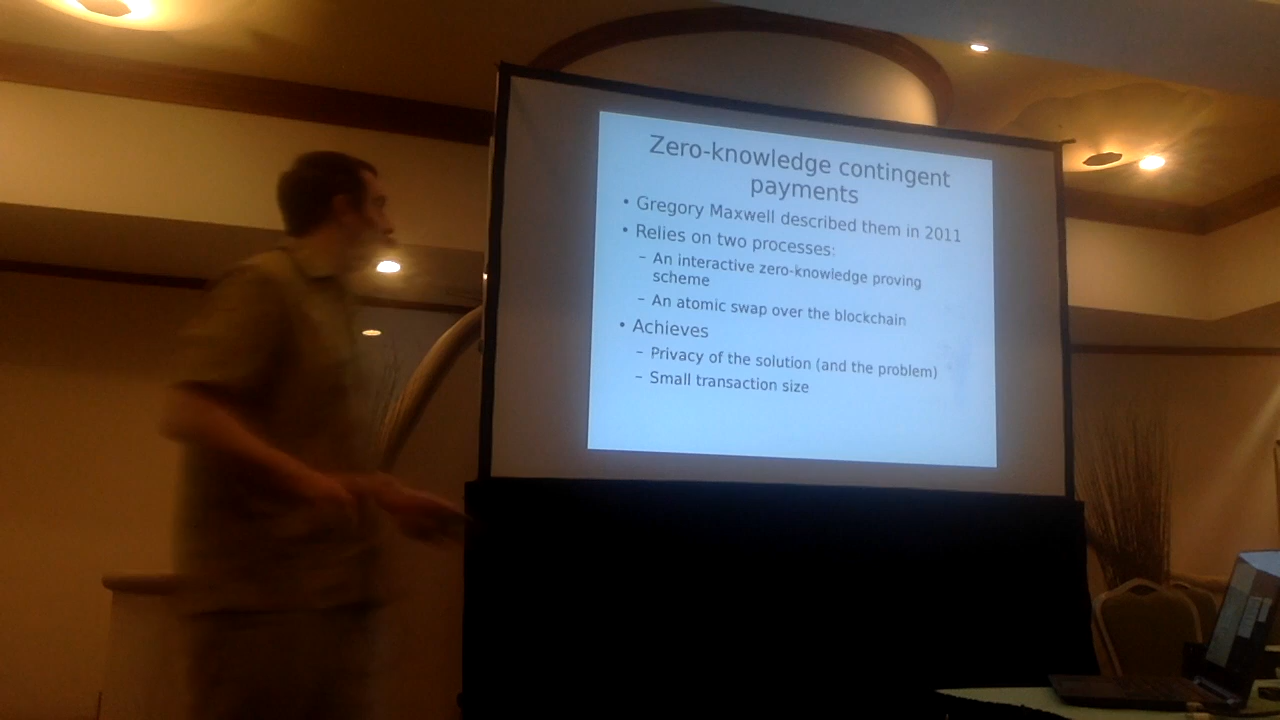 Zero-knowledge contingent
payments
• Gregory Maxwell described them in 2011
• Relies on two processes:
– An interactive zero-knowledge proving
scheme
– An atomic swap over the blockchain
• Achieves
– Privacy of the solution (and the problem)
– Small transaction size